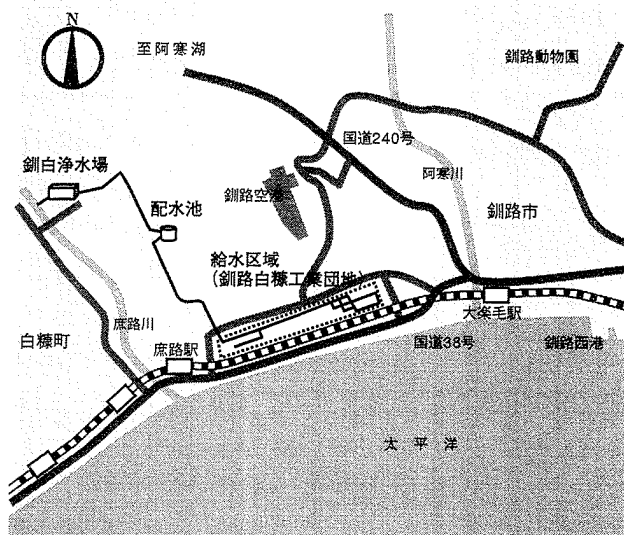 N
至阿寒湖
釧路動物園
国道240号
釧白浄水場
阿寒川
配水池
釧路空港
釧路市
給水区域
(釧路白糠工業団地)
庶路川
大楽毛駅
白糠町
庶路駅
国道38号
釧路西港
太平洋